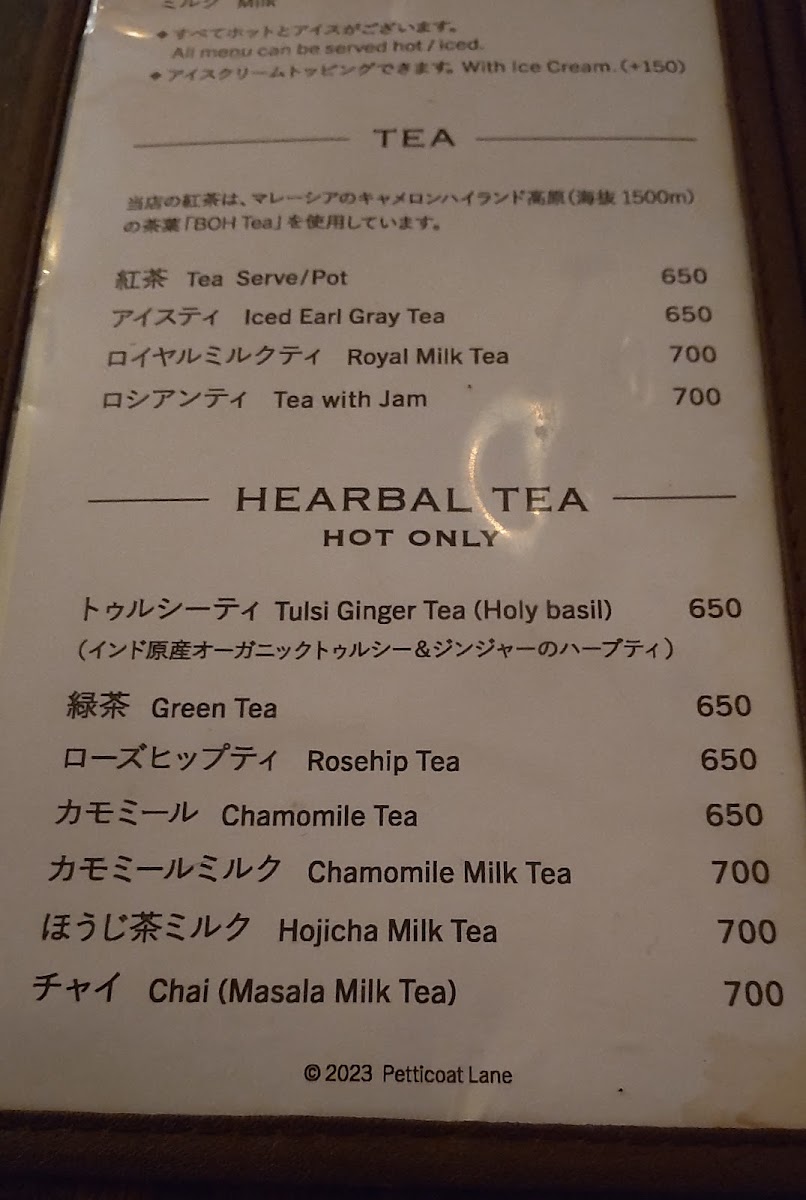 ミルク Milk
◆すべてホットとアイスがございます。
All menu can be served hot / iced.
◆アイスクリームトッピングできます。With Ice Cream.(+150)
TEA
当店の紅茶は、マレーシアのキャメロンハイランド高原(海抜 1500m)
の茶葉「BOH Tea」を使用しています。
紅茶 Tea Serve/Pot 650
アイスティ Iced Earl Gray Tea 650
ロイヤルミルクティ Royal Milk Tea 700
ロシアンティ Tea with Jam 700
HEARBAL TEA
HOT ONLY
トゥルシーティ Tulsi Ginger Tea (Holy basil) 650
(インド原産オーガニックトゥルシー&ジンジャーのハーブティ)
緑茶 Green Tea 650
ローズヒップティ Rosehip Tea 650
カモミール Chamomile Tea 650
カモミールミルク Chamomile Milk Tea 700
ほうじ茶ミルク Hojicha Milk Tea 700
チャイ Chai (Masala Milk Tea) 700
© 2023 Petticoat Lane